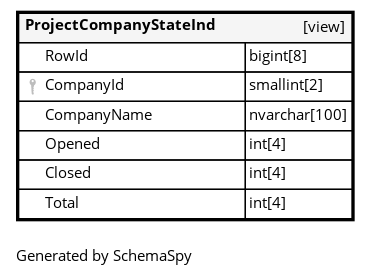 ProjectCompanyStateInd [view]
RowId bigint[8]
CompanyId smallint[2]
CompanyName nvarchar[100]
Opened int[4]
Closed int[4]
Total int[4]
Generated by SchemaSpy